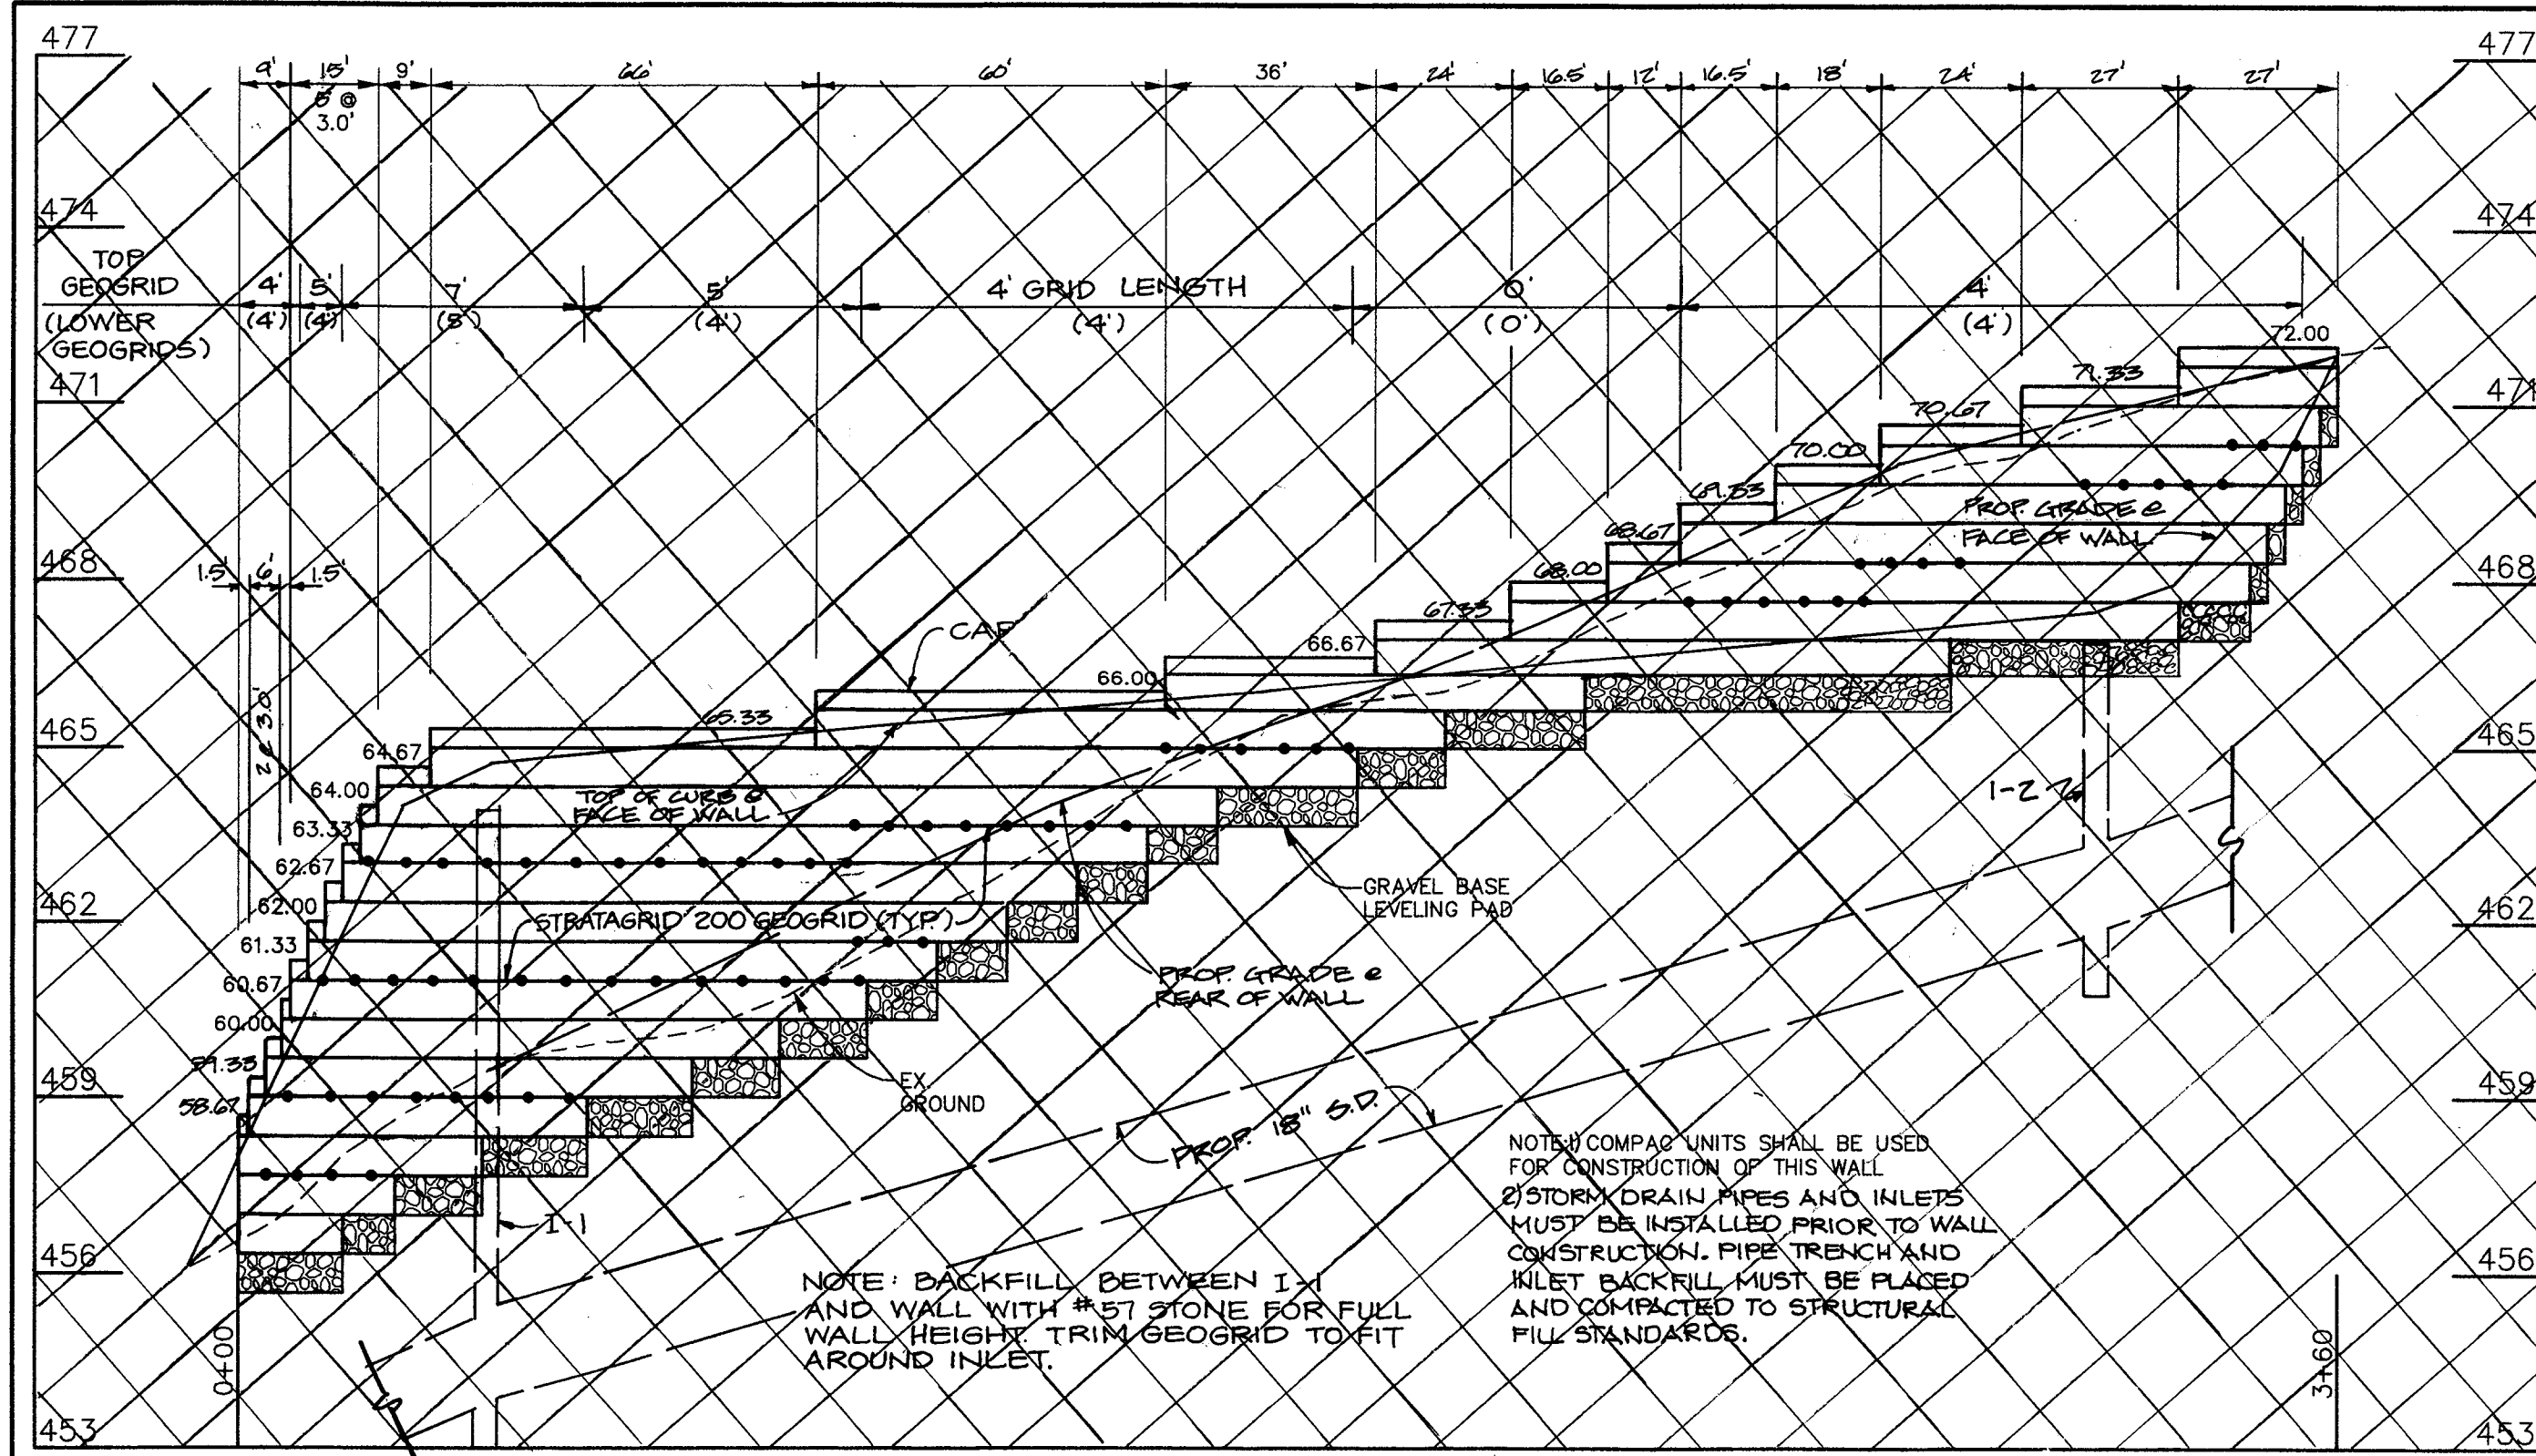 477
477
9'
15'
9'
66'
60'
36'
24'
16.5'
12'
16.5'
18'
24'
27'
27'
5 @
3.0'
474
474
TOP
GEOGRID
(LOWER
GEOGRIDS)
4'
(4')
5'
(4')
7'
(5')
5'
(4')
4' GRID LENGTH
(4')
0'
(0')
4'
(4')
471
471
72.00
71.33
70.67
70.00
69.33
68.67
68.00
67.33
66.67
66.00
65.33
64.67
64.00
63.33
62.67
62.00
61.33
60.67
60.00
59.33
58.67
PROP. GRADE @
FACE OF WALL
468
468
1.5'
6'
1.5'
2 @ 3.0'
CAP
465
465
TOP OF CURB @
FACE OF WALL
I-2
GRAVEL BASE
LEVELING PAD
462
462
STRATAGRID 200 GEOGRID (TYP.)
PROP. GRADE @
REAR OF WALL
EX.
GROUND
459
459
PROP. 18" S.D.
I-1
456
456
NOTE: BACKFILL BETWEEN I-1
AND WALL WITH #57 STONE FOR FULL
WALL HEIGHT. TRIM GEOGRID TO FIT
AROUND INLET.
NOTE:1) COMPAC UNITS SHALL BE USED
FOR CONSTRUCTION OF THIS WALL
2) STORM DRAIN PIPES AND INLETS
MUST BE INSTALLED PRIOR TO WALL
CONSTRUCTION. PIPE TRENCH AND
INLET BACKFILL MUST BE PLACED
AND COMPACTED TO STRUCTURAL
FILL STANDARDS.
0+00
3+60
453
453